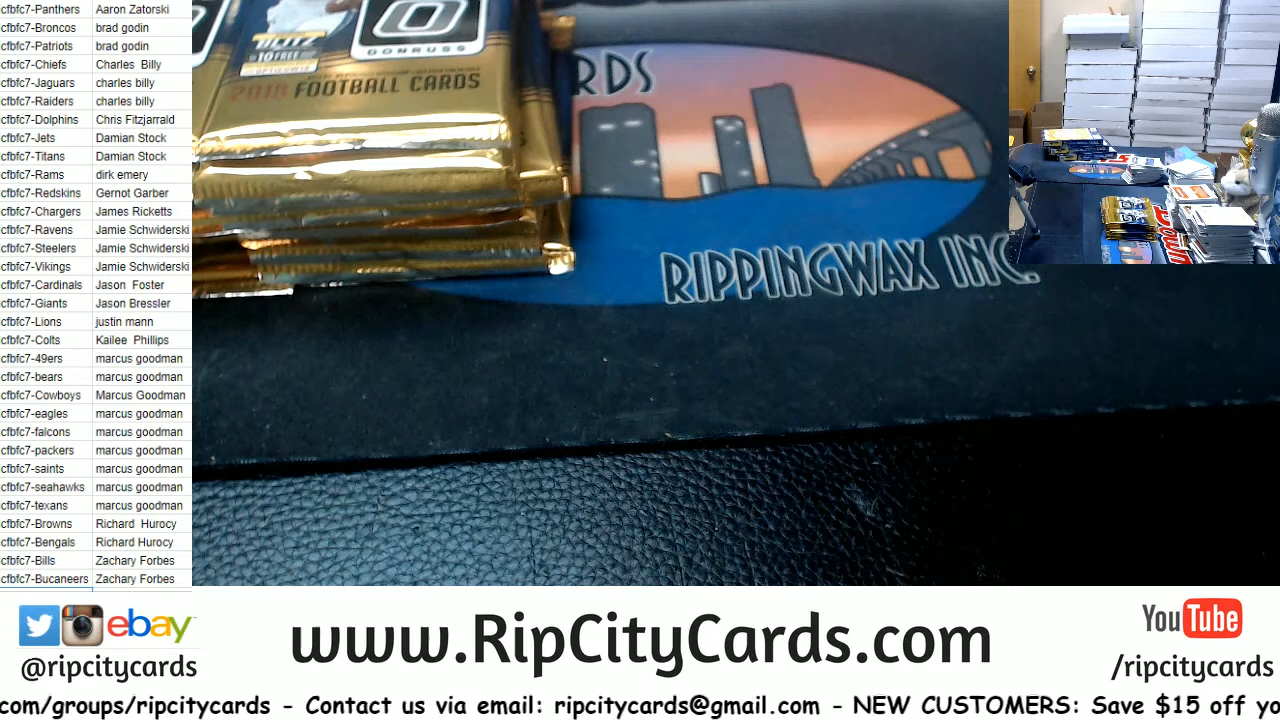 cfbfc7-Panthers Aaron Zatorski
cfbfc7-Broncos brad godin
cfbfc7-Patriots brad godin
cfbfc7-Chiefs Charles Billy
cfbfc7-Jaguars charles billy
cfbfc7-Raiders charles billy
cfbfc7-Dolphins Chris Fitzjarrald
cfbfc7-Jets Damian Stock
cfbfc7-Titans Damian Stock
cfbfc7-Rams dirk emery
cfbfc7-Redskins Gernot Garber
cfbfc7-Chargers James Ricketts
cfbfc7-Ravens Jamie Schwiderski
cfbfc7-Steelers Jamie Schwiderski
cfbfc7-Vikings Jamie Schwiderski
cfbfc7-Cardinals Jason Foster
cfbfc7-Giants Jason Bressler
cfbfc7-Lions justin mann
cfbfc7-Colts Kailee Phillips
cfbfc7-49ers marcus goodman
cfbfc7-bears marcus goodman
cfbfc7-Cowboys Marcus Goodman
cfbfc7-eagles marcus goodman
cfbfc7-falcons marcus goodman
cfbfc7-packers marcus goodman
cfbfc7-saints marcus goodman
cfbfc7-seahawks marcus goodman
cfbfc7-texans marcus goodman
cfbfc7-Browns Richard Hurocy
cfbfc7-Bengals Richard Hurocy
cfbfc7-Bills Zachary Forbes
cfbfc7-Bucaneers Zachary Forbes
BLITZ
10 FREE
DONRUSS
2018 FOOTBALL CARDS
RDS
RIPPINGWAX INC.
ebay
@ripcitycards
www.RipCityCards.com
YouTube
/ripcitycards
com/groups/ripcitycards - Contact us via email: ripcitycards@gmail.com - NEW CUSTOMERS: Save $15 off yo